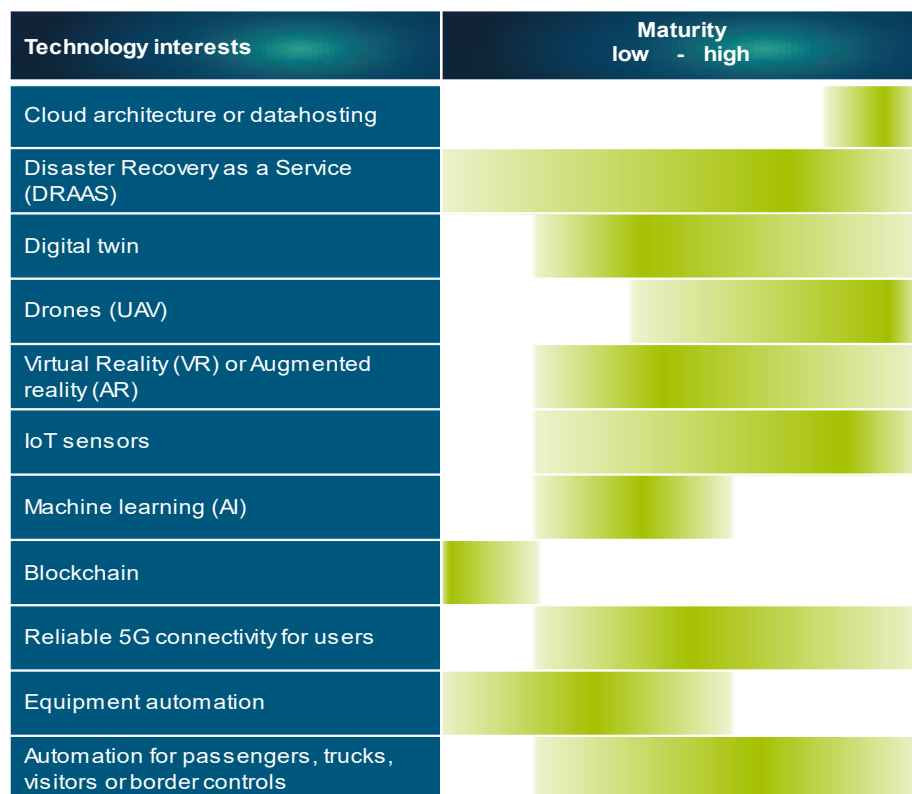 Technology interests
Maturity
low - high
Cloud architecture or data-hosting
Disaster Recovery as a Service
(DRAAS)
Digital twin
Drones (UAV)
Virtual Reality (VR) or Augmented
reality (AR)
IoT sensors
Machine learning (AI)
Blockchain
Reliable 5G connectivity for users
Equipment automation
Automation for passengers, trucks,
visitors or border controls